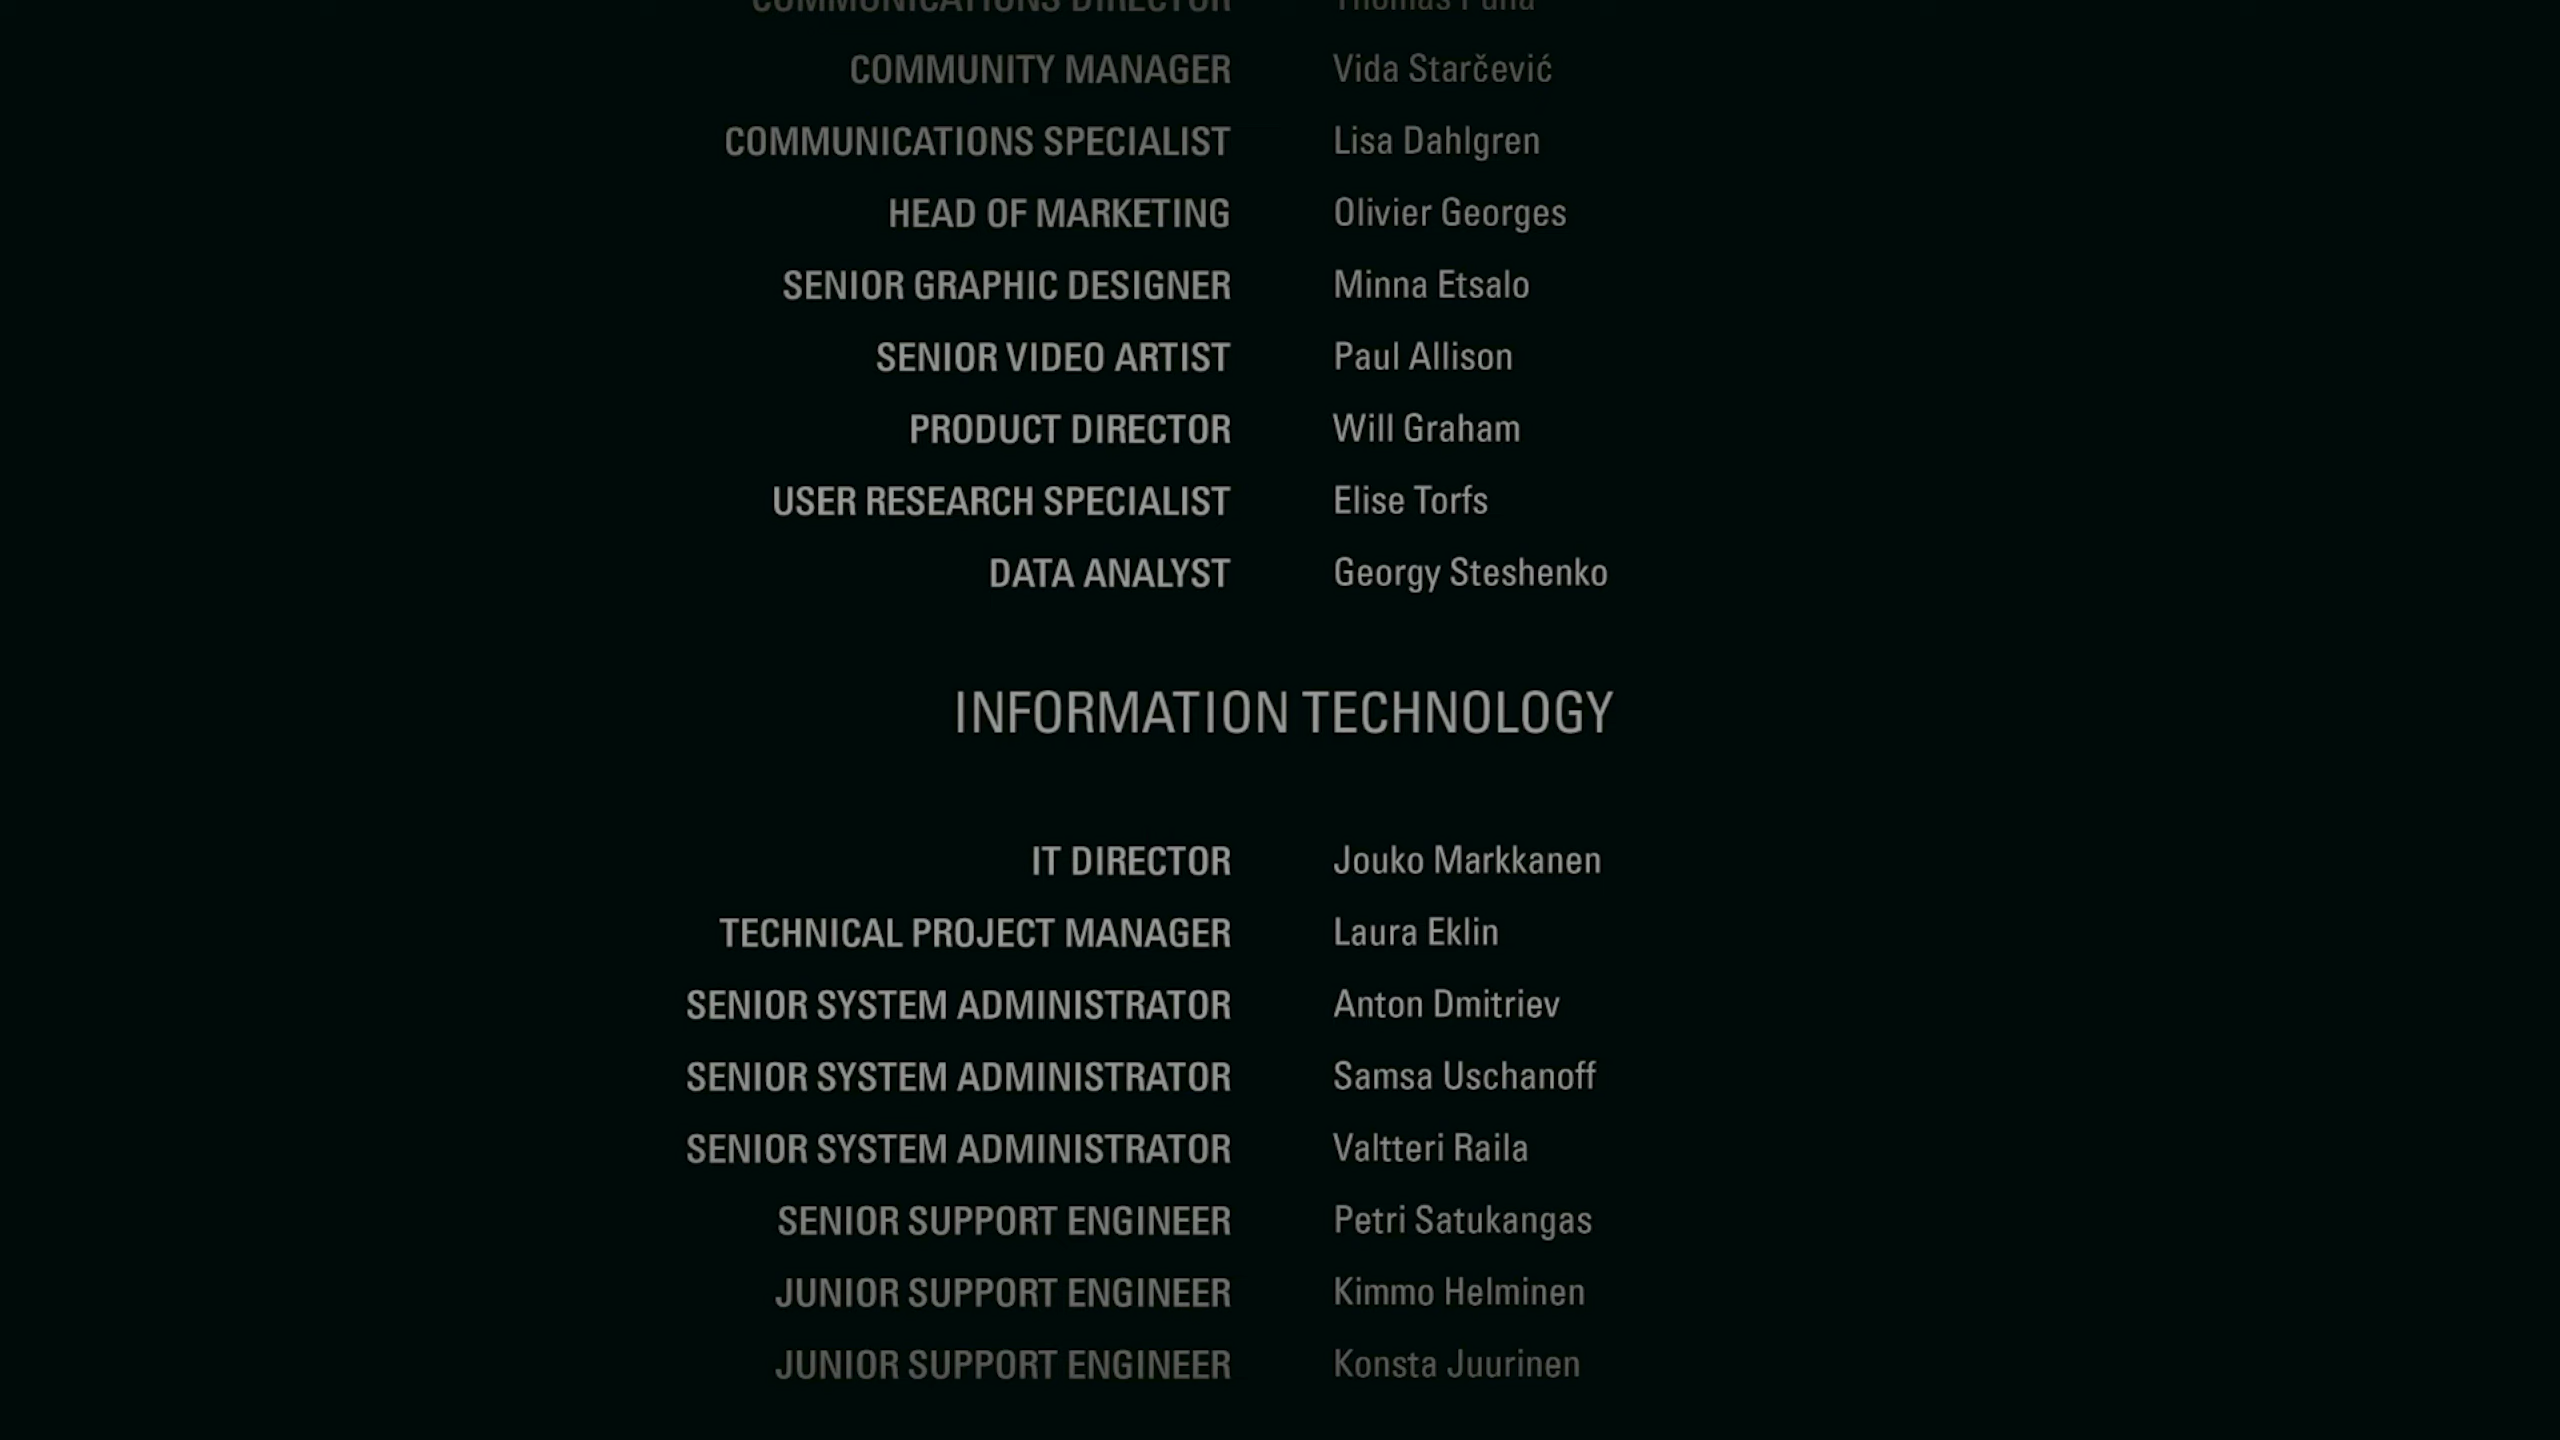 COMMUNICATIONS DIRECTOR Thomas Puha
COMMUNITY MANAGER Vida Starčević
COMMUNICATIONS SPECIALIST Lisa Dahlgren
HEAD OF MARKETING Olivier Georges
SENIOR GRAPHIC DESIGNER Minna Etsalo
SENIOR VIDEO ARTIST Paul Allison
PRODUCT DIRECTOR Will Graham
USER RESEARCH SPECIALIST Elise Torfs
DATA ANALYST Georgy Steshenko
INFORMATION TECHNOLOGY
IT DIRECTOR Jouko Markkanen
TECHNICAL PROJECT MANAGER Laura Eklin
SENIOR SYSTEM ADMINISTRATOR Anton Dmitriev
SENIOR SYSTEM ADMINISTRATOR Samsa Uschanoff
SENIOR SYSTEM ADMINISTRATOR Valtteri Raila
SENIOR SUPPORT ENGINEER Petri Satukangas
JUNIOR SUPPORT ENGINEER Kimmo Helminen
JUNIOR SUPPORT ENGINEER Konsta Juurinen